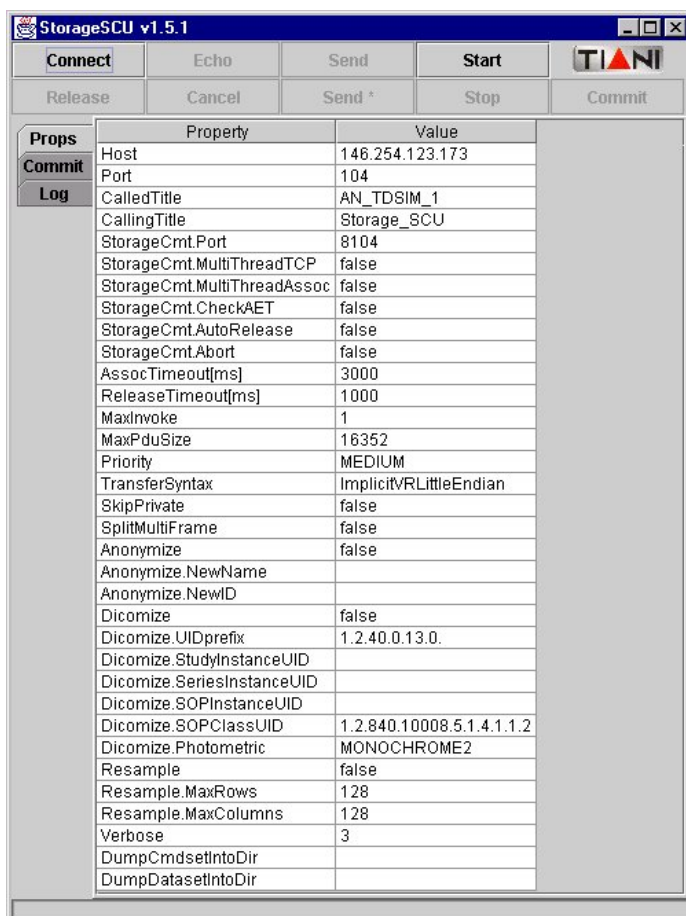 StorageSCU v1.5.1
Connect Echo Send Start TIANI
Release Cancel Send * Stop Commit
Props
Commit
Log
Property Value
Host 146.254.123.173
Port 104
CalledTitle AN_TDSIM_1
CallingTitle Storage_SCU
StorageCmt.Port 8104
StorageCmt.MultiThreadTCP false
StorageCmt.MultiThreadAssoc false
StorageCmt.CheckAET false
StorageCmt.AutoRelease false
StorageCmt.Abort false
AssocTimeout[ms] 3000
ReleaseTimeout[ms] 1000
MaxInvoke 1
MaxPduSize 16352
Priority MEDIUM
TransferSyntax ImplicitVRLittleEndian
SkipPrivate false
SplitMultiFrame false
Anonymize false
Anonymize.NewName
Anonymize.NewID
Dicomize false
Dicomize.UIDprefix 1.2.40.0.13.0.
Dicomize.StudyInstanceUID
Dicomize.SeriesInstanceUID
Dicomize.SOPInstanceUID
Dicomize.SOPClassUID 1.2.840.10008.5.1.4.1.1.2
Dicomize.Photometric MONOCHROME2
Resample false
Resample.MaxRows 128
Resample.MaxColumns 128
Verbose 3
DumpCmdsetIntoDir
DumpDatasetIntoDir